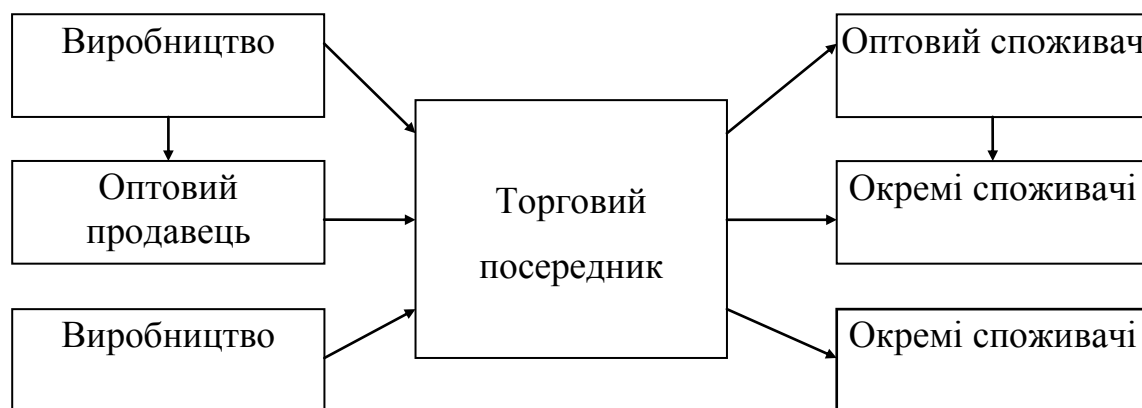 Виробництво
Оптовий споживач
Оптовий
продавець
Торговий
посередник
Окремі споживачі
Виробництво
Окремі споживачі